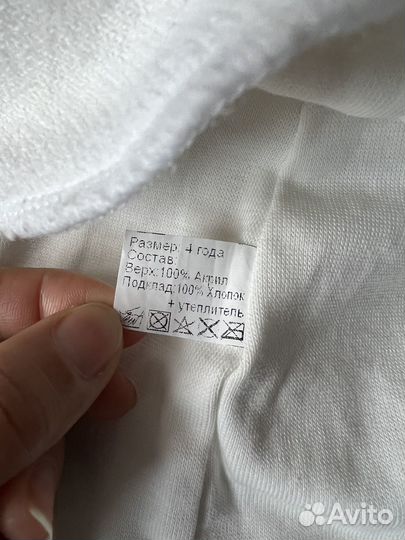 Размер: 4 года
Состав:
Верх:100% Акрил
Подклад:100% Хлопок
+ утеплитель
Avito